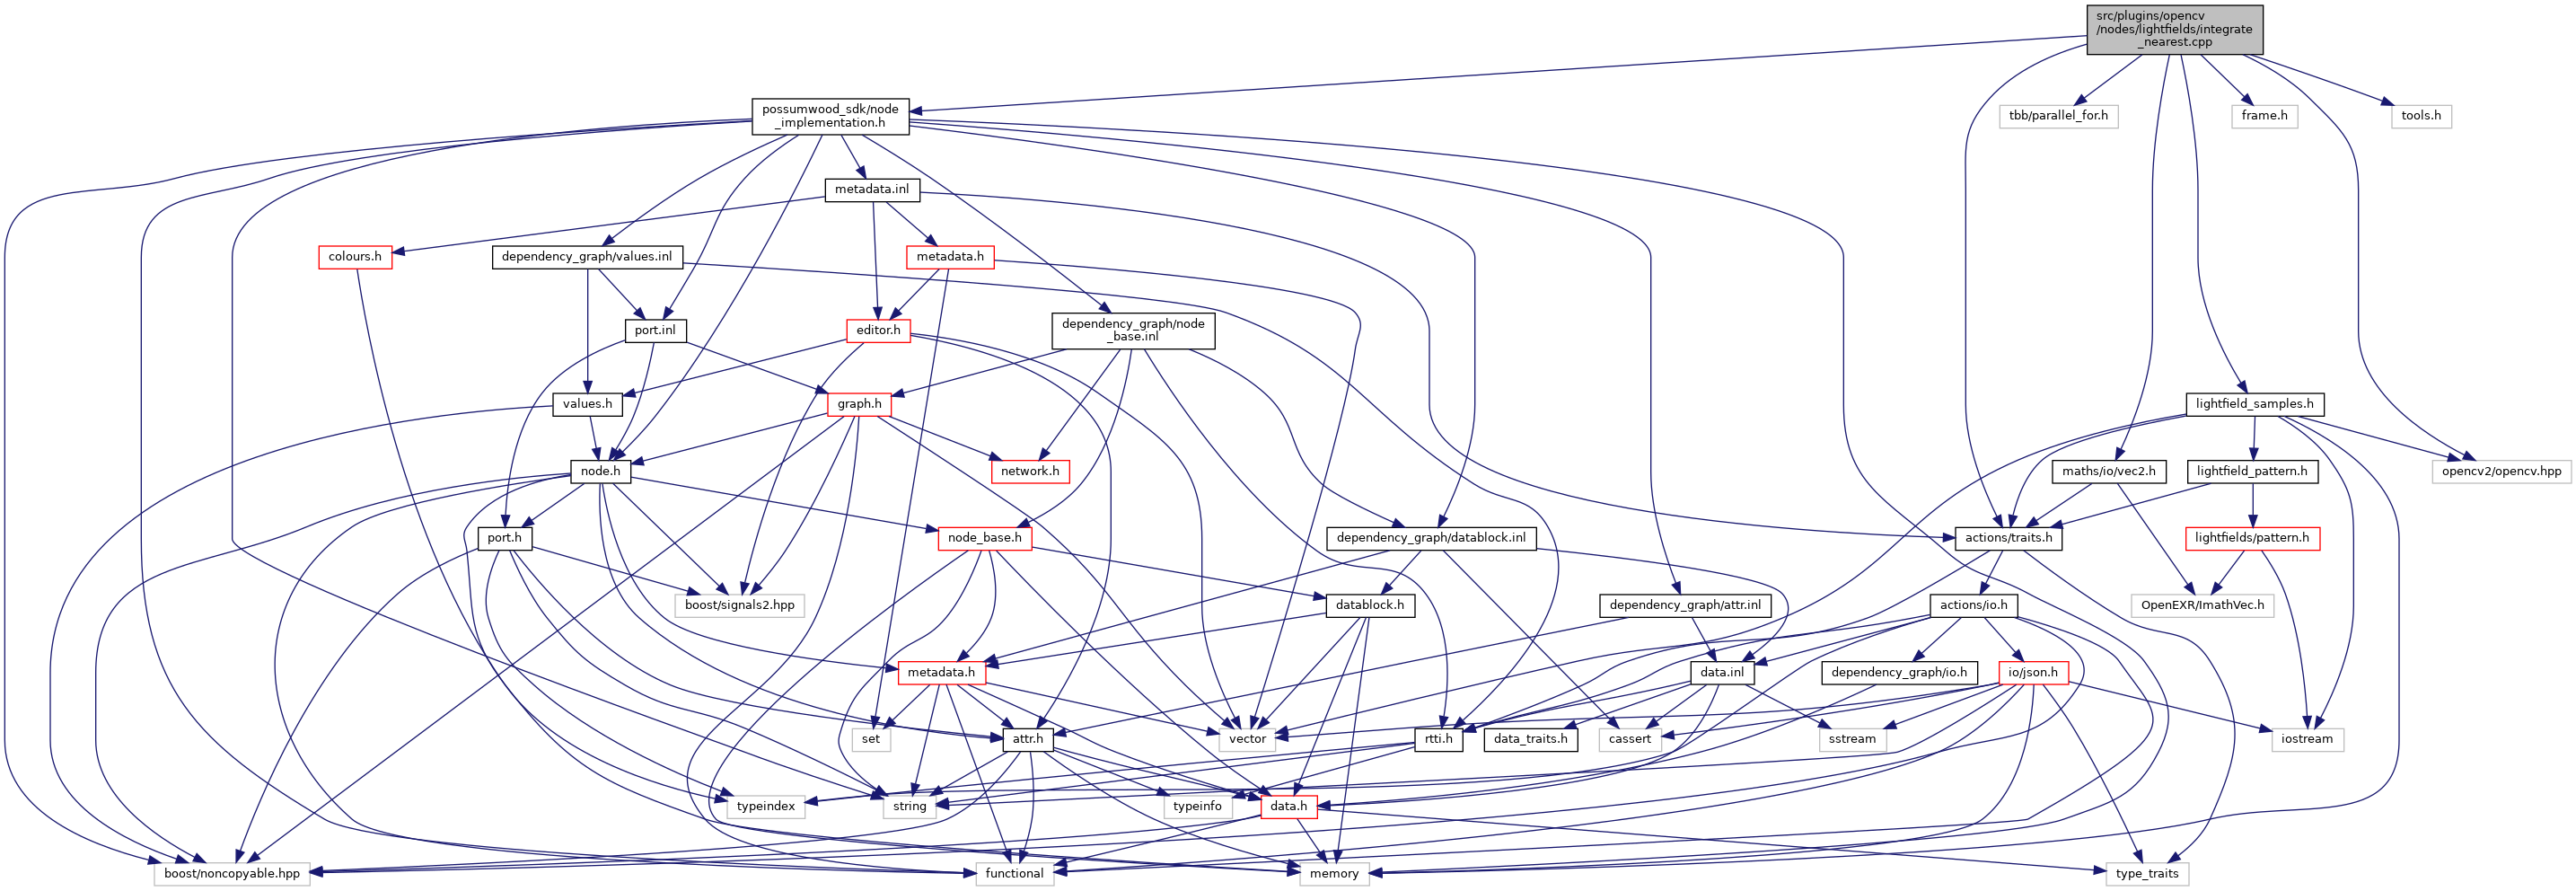 src/plugins/opencv
/nodes/lightfields/integrate
_nearest.cpp
possumwood_sdk/node
_implementation.h
tbb/parallel_for.h
frame.h
tools.h
metadata.inl
colours.h
dependency_graph/values.inl
metadata.h
port.inl
editor.h
dependency_graph/node
_base.inl
values.h
graph.h
lightfield_samples.h
node.h
network.h
maths/io/vec2.h
lightfield_pattern.h
opencv2/opencv.hpp
port.h
node_base.h
dependency_graph/datablock.inl
actions/traits.h
lightfields/pattern.h
boost/signals2.hpp
datablock.h
dependency_graph/attr.inl
actions/io.h
OpenEXR/ImathVec.h
metadata.h
data.inl
dependency_graph/io.h
io/json.h
set
attr.h
vector
rtti.h
data_traits.h
cassert
sstream
iostream
typeindex
string
typeinfo
data.h
boost/noncopyable.hpp
functional
memory
type_traits